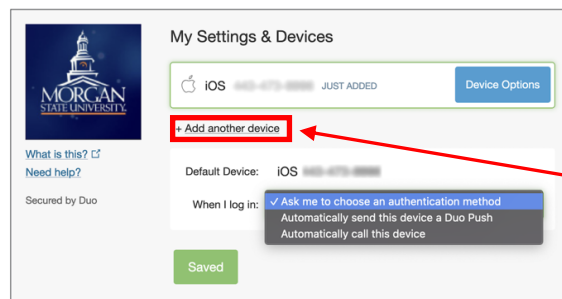 My Settings & Devices
MORGAN
STATE UNIVERSITY
iOS JUST ADDED
Device Options
+ Add another device
What is this?
Need help?
Secured by Duo
Default Device: iOS
When I log in: ✓ Ask me to choose an authentication method
Automatically send this device a Duo Push
Automatically call this device
Saved